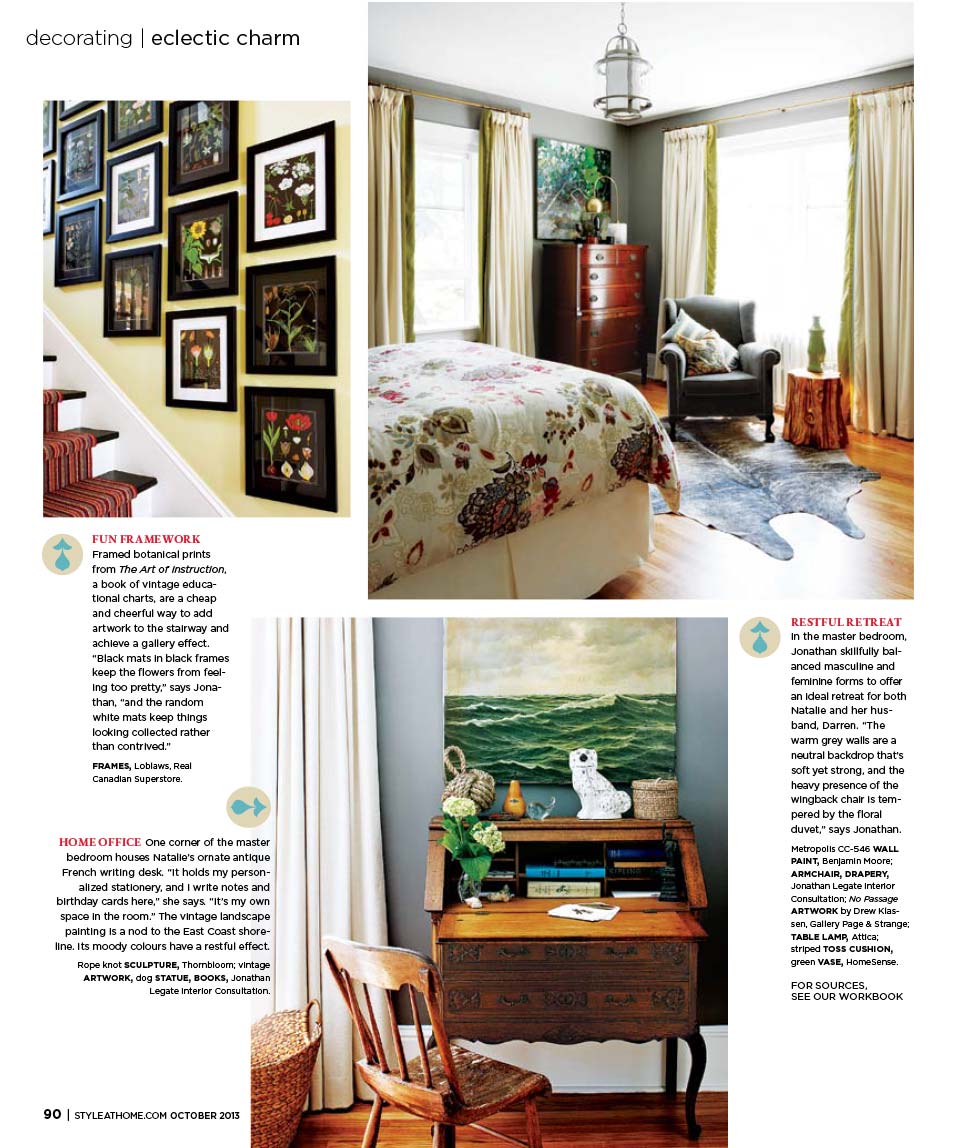 decorating | eclectic charm
FUN FRAMEWORK
Framed botanical prints
from The Art of Instruction,
a book of vintage educa-
tional charts, are a cheap
and cheerful way to add
artwork to the stairway and
achieve a gallery effect.
“Black mats in black frames
keep the flowers from feel-
ing too pretty,” says Jona-
than, “and the random
white mats keep things
looking collected rather
than contrived.”
FRAMES, Loblaws, Real
Canadian Superstore.
HOME OFFICE One corner of the master
bedroom houses Natalie’s ornate antique
French writing desk. “It holds my person-
alized stationery, and I write notes and
birthday cards here,” she says. “It’s my own
space in the room.” The vintage landscape
painting is a nod to the East Coast shore-
line. Its moody colours have a restful effect.
Rope knot SCULPTURE, Thornbloom; vintage
ARTWORK, dog STATUE, BOOKS, Jonathan
Legate Interior Consultation.
RESTFUL RETREAT
In the master bedroom,
Jonathan skillfully bal-
anced masculine and
feminine forms to offer
an ideal retreat for both
Natalie and her hus-
band, Darren. “The
warm grey walls are a
neutral backdrop that’s
soft yet strong, and the
heavy presence of the
wingback chair is tem-
pered by the floral
duvet,” says Jonathan.
Metropolis CC-546 WALL
PAINT, Benjamin Moore;
ARMCHAIR, DRAPERY,
Jonathan Legate Interior
Consultation; No Passage
ARTWORK by Drew Klas-
sen, Gallery Page & Strange;
TABLE LAMP, Attica;
striped TOSS CUSHION,
green VASE, HomeSense.
FOR SOURCES,
SEE OUR WORKBOOK
90 | STYLEATHOME.COM OCTOBER 2013